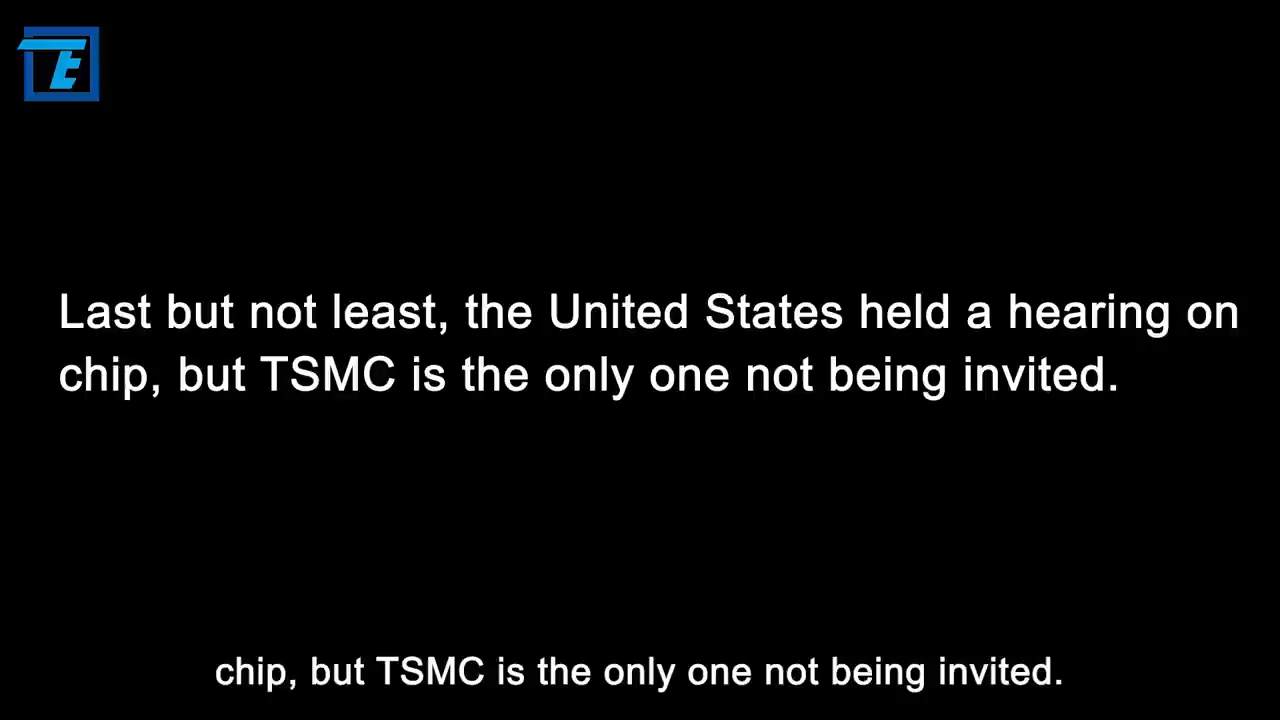 TE
Last but not least, the United States held a hearing on
chip, but TSMC is the only one not being invited.
chip, but TSMC is the only one not being invited.